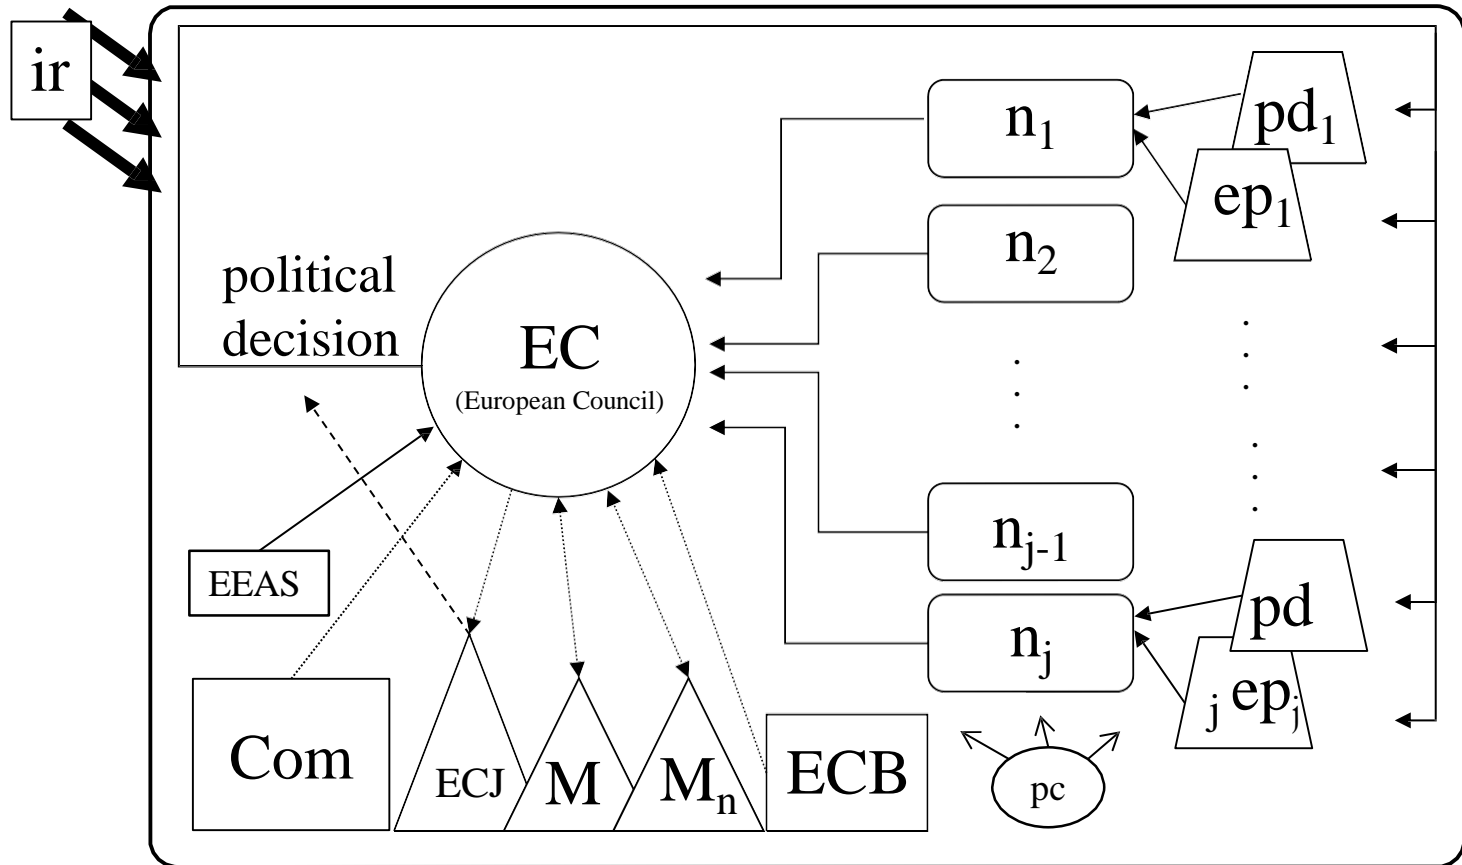 ir
n1
pd1
ep1
n2
political
decision
EC
(European Council)
nj-1
EEAS
pd
nj
j epj
Com
ECJ
M
Mn
ECB
pc